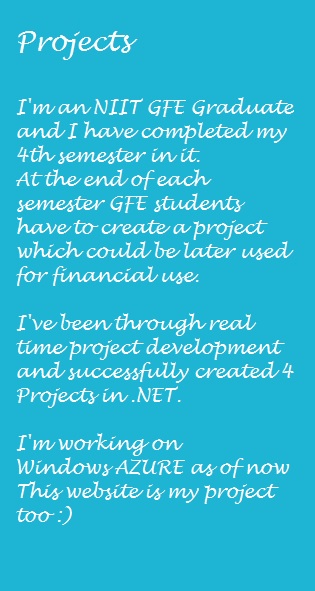 Projects
I'm an NIIT GFE Graduate
and I have completed my
4th semester in it.
At the end of each
semester GFE students
have to create a project
which could be later used
for financial use.
I've been through real
time project development
and successfully created 4
Projects in .NET.
I'm working on
Windows AZURE as of now
This website is my project
too :)